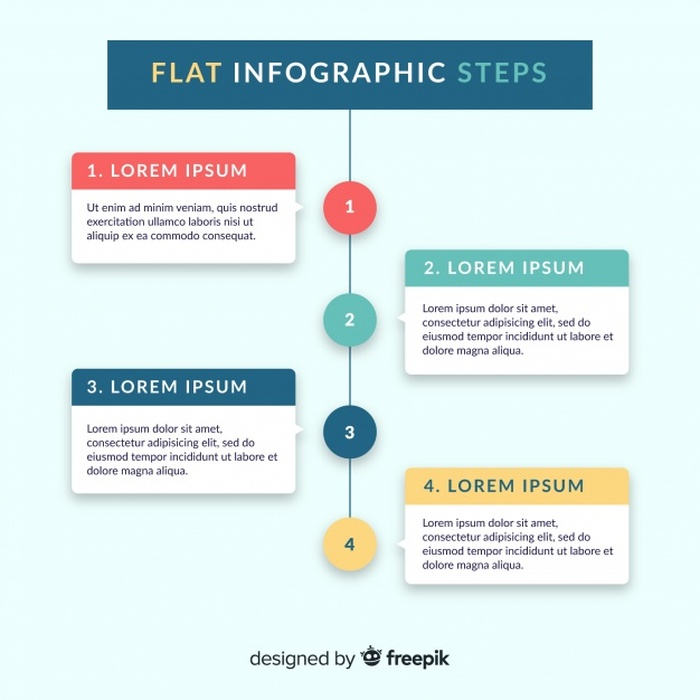 FLAT INFOGRAPHIC STEPS
1. LOREM IPSUM
Ut enim ad minim veniam, quis nostrud
exercitation ullamco laboris nisi ut
aliquip ex ea commodo consequat.
1
2. LOREM IPSUM
Lorem ipsum dolor sit amet,
consectetur adipisicing elit, sed do
eiusmod tempor incididunt ut labore et
dolore magna aliqua.
2
3. LOREM IPSUM
Lorem ipsum dolor sit amet,
consectetur adipisicing elit, sed do
eiusmod tempor incididunt ut labore et
dolore magna aliqua.
3
4. LOREM IPSUM
Lorem ipsum dolor sit amet,
consectetur adipisicing elit, sed do
eiusmod tempor incididunt ut labore et
dolore magna aliqua.
4
designed by freepik